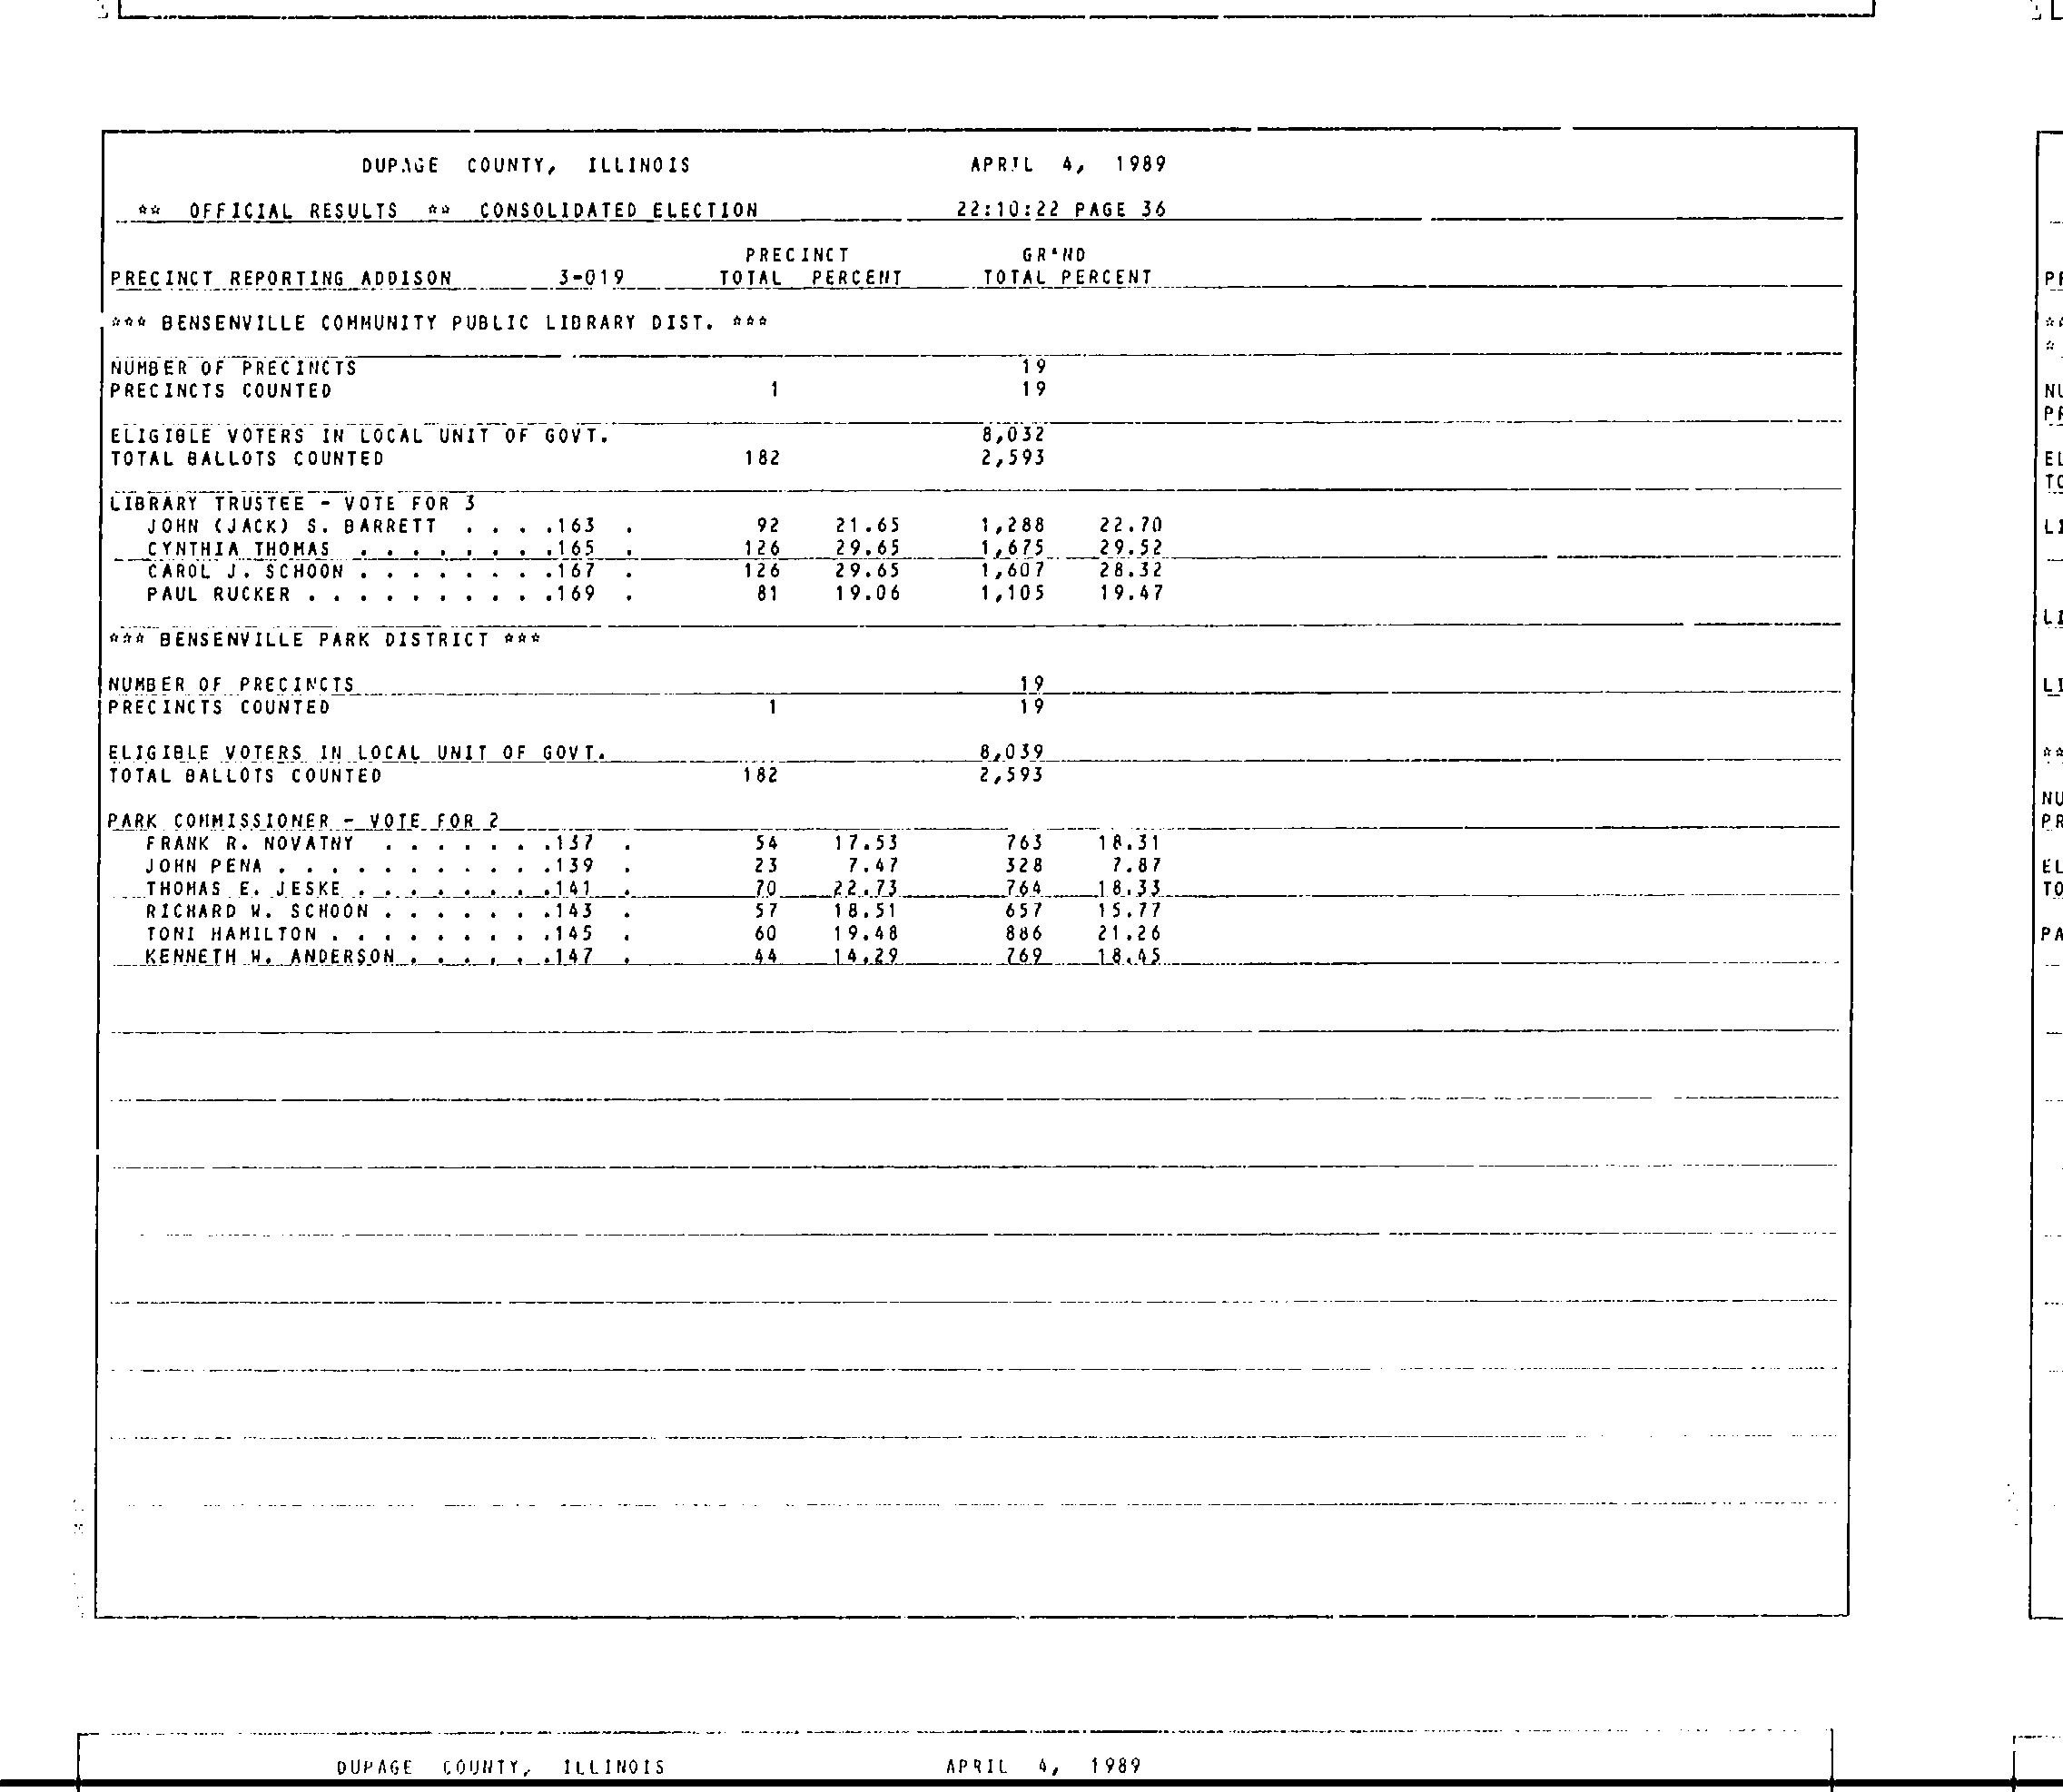 DUPAGE COUNTY, ILLINOIS APRIL 4, 1989
** OFFICIAL RESULTS ** CONSOLIDATED ELECTION 22:10:22 PAGE 36
PRECINCT GRAND
PRECINCT REPORTING ADDISON 3-019 TOTAL PERCENT TOTAL PERCENT
*** BENSENVILLE COMMUNITY PUBLIC LIBRARY DIST. ***
NUMBER OF PRECINCTS 19
PRECINCTS COUNTED 1 19
ELIGIBLE VOTERS IN LOCAL UNIT OF GOVT. 8,032
TOTAL BALLOTS COUNTED 182 2,593
LIBRARY TRUSTEE - VOTE FOR 3
JOHN (JACK) S. BARRETT . . . .163 . 92 21.65 1,288 22.70
CYNTHIA THOMAS . . . . . . . .165 . 126 29.65 1,675 29.52
CAROL J. SCHOON . . . . . . . .167 . 126 29.65 1,607 28.32
PAUL RUCKER . . . . . . . . . .169 . 81 19.06 1,105 19.47
*** BENSENVILLE PARK DISTRICT ***
NUMBER OF PRECINCTS 19
PRECINCTS COUNTED 1 19
ELIGIBLE VOTERS IN LOCAL UNIT OF GOVT. 8,039
TOTAL BALLOTS COUNTED 182 2,593
PARK COMMISSIONER - VOTE FOR 2
FRANK R. NOVATNY . . . . . . .137 . 54 17.53 763 18.31
JOHN PENA . . . . . . . . . . .139 . 23 7.47 328 7.87
THOMAS E. JESKE . . . . . . . .141 . 70 22.73 764 18.33
RICHARD W. SCHOON . . . . . . .143 . 57 18.51 657 15.77
TONI HAMILTON . . . . . . . . .145 . 60 19.48 886 21.26
KENNETH W. ANDERSON . . . . . .147 . 44 14.29 769 18.45
DUPAGE COUNTY, ILLINOIS APRIL 4, 1989